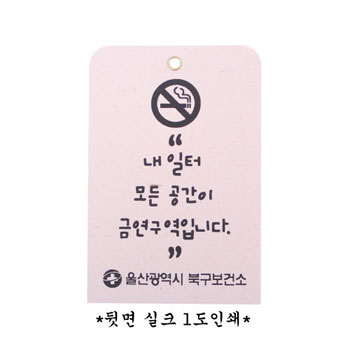 “
내 일터
모든 공간이
금연구역입니다.
”
울산광역시 북구보건소
*뒷면 실크 1도인쇄*